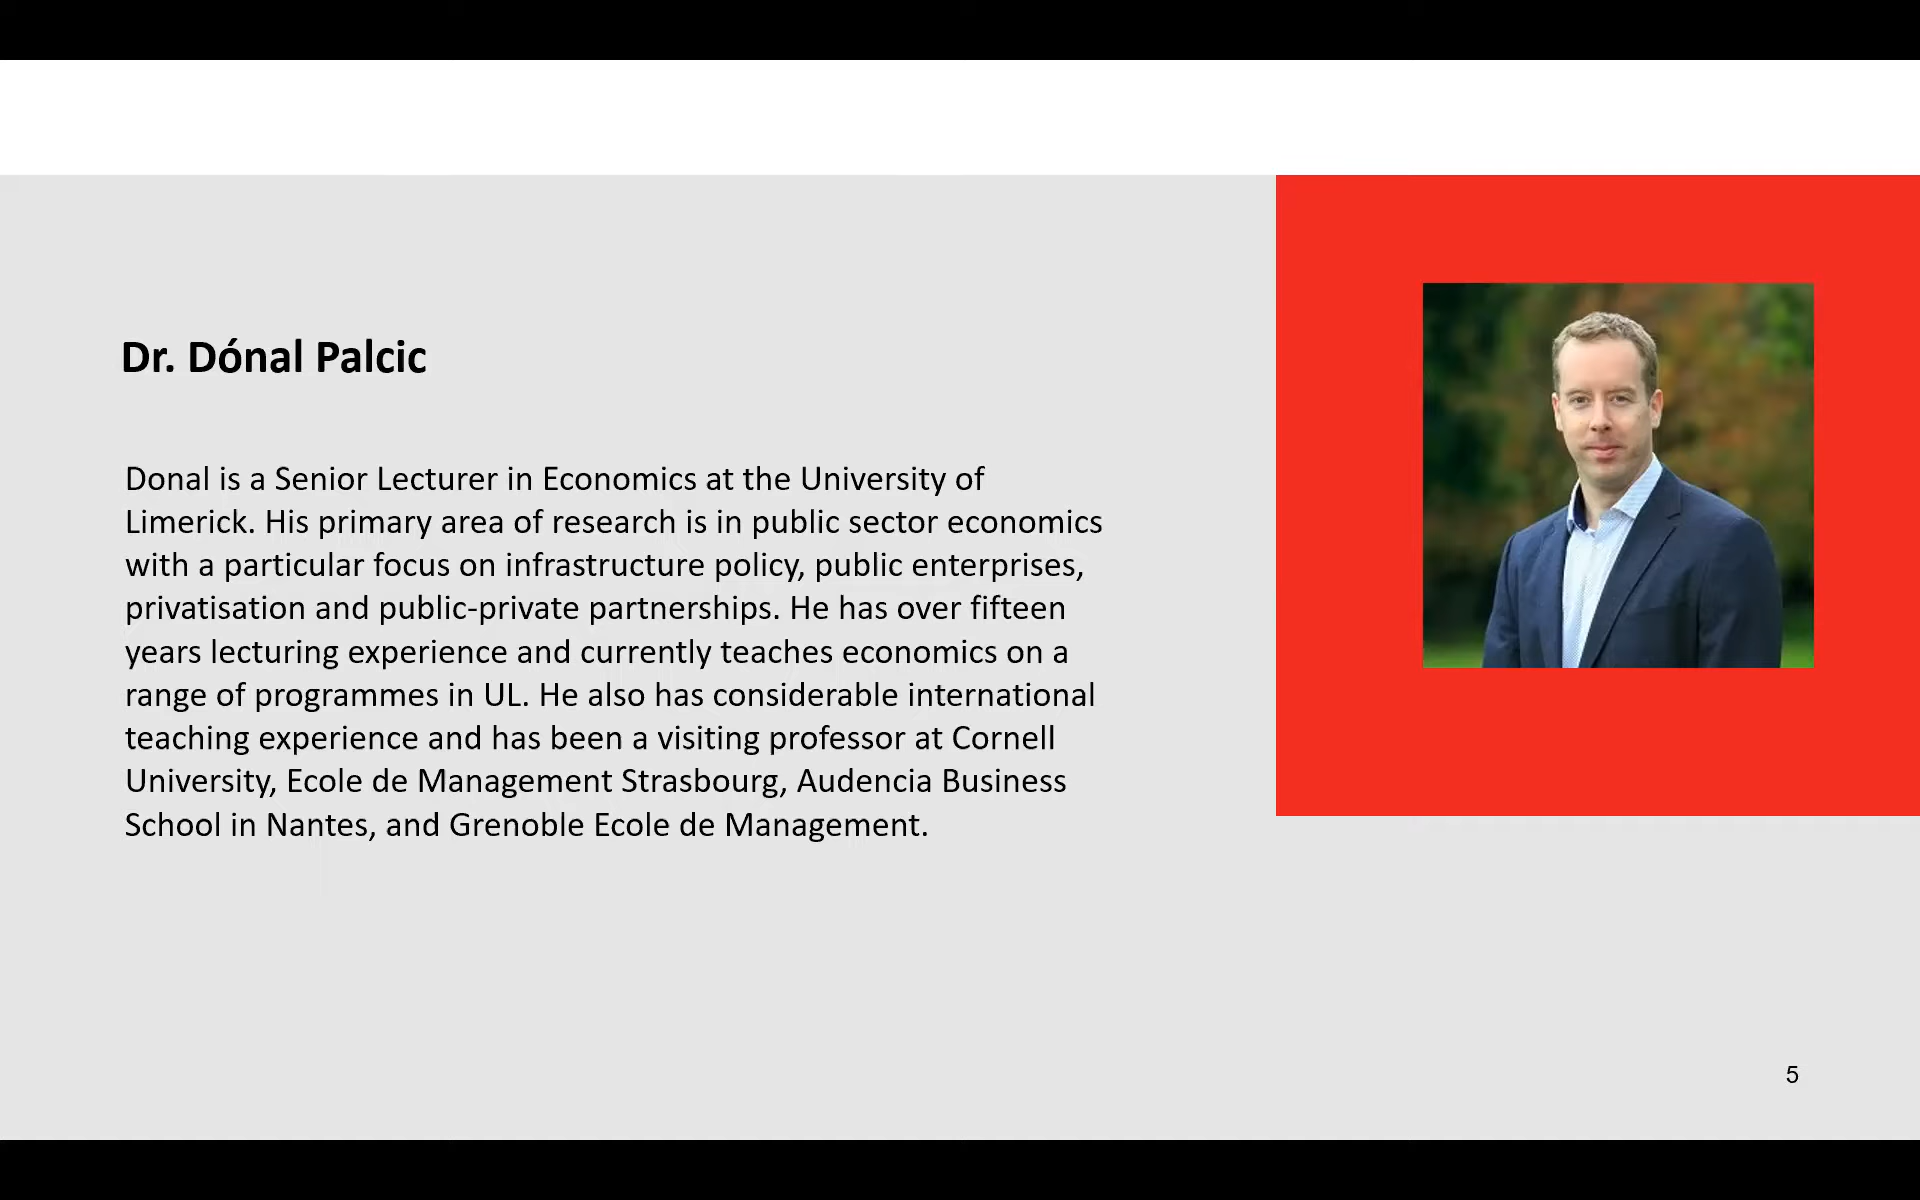 Dr. Dónal Palcic
Donal is a Senior Lecturer in Economics at the University of
Limerick. His primary area of research is in public sector economics
with a particular focus on infrastructure policy, public enterprises,
privatisation and public-private partnerships. He has over fifteen
years lecturing experience and currently teaches economics on a
range of programmes in UL. He also has considerable international
teaching experience and has been a visiting professor at Cornell
University, Ecole de Management Strasbourg, Audencia Business
School in Nantes, and Grenoble Ecole de Management.
5